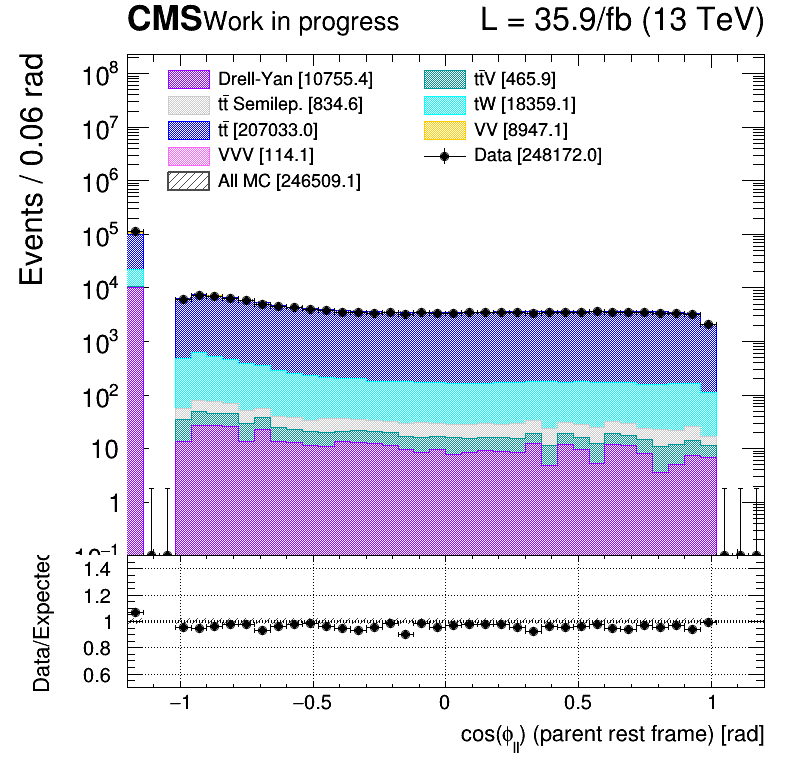 CMS Work in progress L = 35.9/fb (13 TeV)
Events / 0.06 rad
10⁸
10⁷
10⁶
10⁵
10⁴
10³
10²
10
1
10⁻¹
Drell-Yan [10755.4]
tt̄ Semilep. [834.6]
tt̄ [207033.0]
VVV [114.1]
All MC [246509.1]
tt̄V [465.9]
tW [18359.1]
VV [8947.1]
Data [248172.0]
Data/Expected
1.4
1.2
1
0.8
0.6
−1 −0.5 0 0.5 1
cos(ϕ_ll) (parent rest frame) [rad]